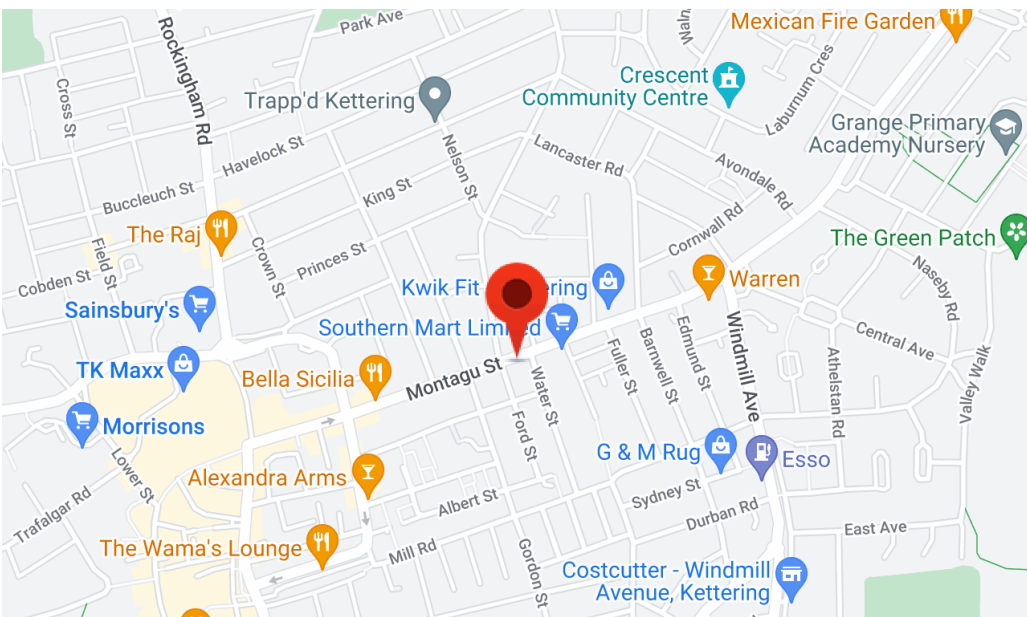 Park Ave
Mexican Fire Garden
Rockingham Rd
Cross St
Trapp'd Kettering
Crescent
Community Centre
Laburnum Cres
Grange Primary
Academy Nursery
Havelock St
Nelson St
Lancaster Rd
Avondale Rd
Buccleuch St
King St
The Raj
Cornwall Rd
The Green Patch
Field St
Crown St
Princes St
Cobden St
Kwik Fit
Warren
Naseby Rd
Sainsbury's
Southern Mart
Windmill Ave
Central Ave
TK Maxx
Bella Sicilia
Montagu St
Fuller St
Barnwell St
Edmund St
Athelstan Rd
Valley Walk
Morrisons
Ford St
Water St
Lower St
G & M Rug
Esso
Alexandra Arms
Trafalgar Rd
Albert St
Sydney St
Durban Rd
East Ave
The Wama's Lounge
Mill Rd
Gordon St
Costcutter - Windmill
Avenue, Kettering